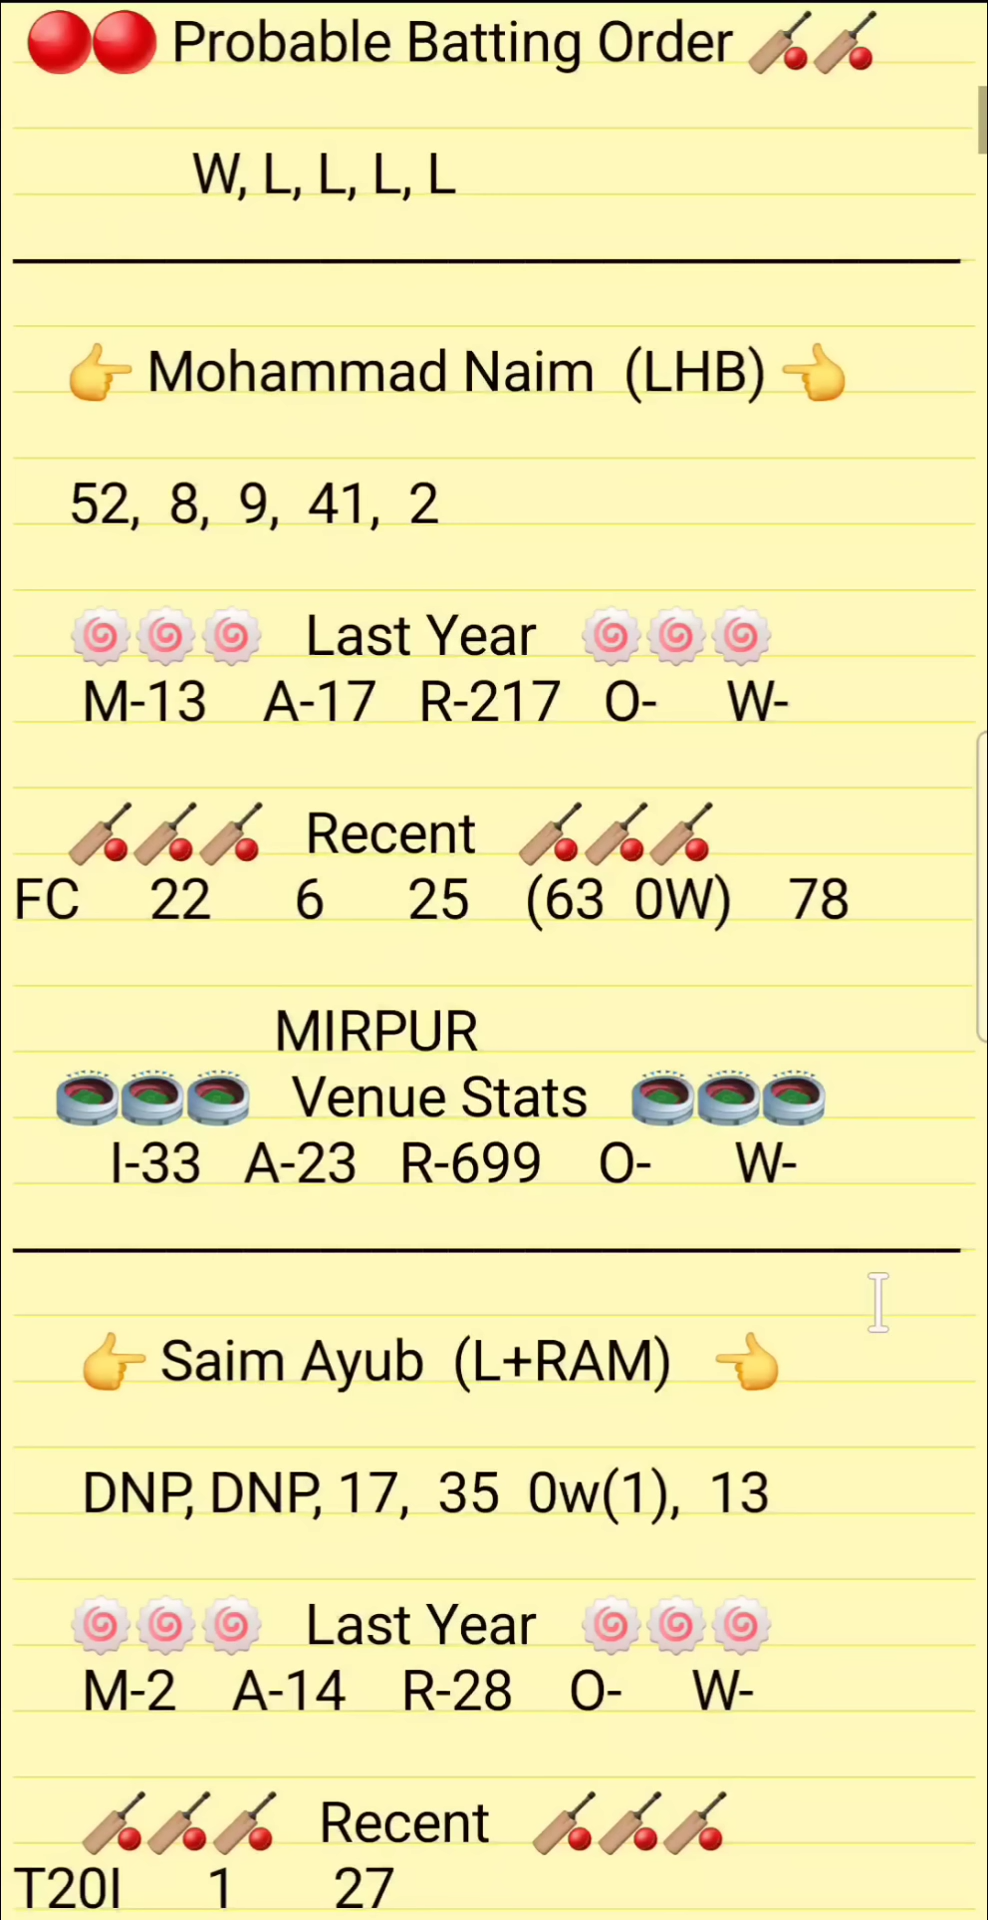 🔴🔴 Probable Batting Order 🏏🏏
W, L, L, L, L
👉 Mohammad Naim (LHB) 👈
52, 8, 9, 41, 2
🍥🍥🍥 Last Year 🍥🍥🍥
M-13 A-17 R-217 O- W-
🏏🏏🏏 Recent 🏏🏏🏏
FC 22 6 25 (63 0W) 78
MIRPUR
🏟🏟🏟 Venue Stats 🏟🏟🏟
I-33 A-23 R-699 O- W-
👉 Saim Ayub (L+RAM) 👈
DNP, DNP, 17, 35 0w(1), 13
🍥🍥🍥 Last Year 🍥🍥🍥
M-2 A-14 R-28 O- W-
🏏🏏🏏 Recent 🏏🏏🏏
T20I 1 27